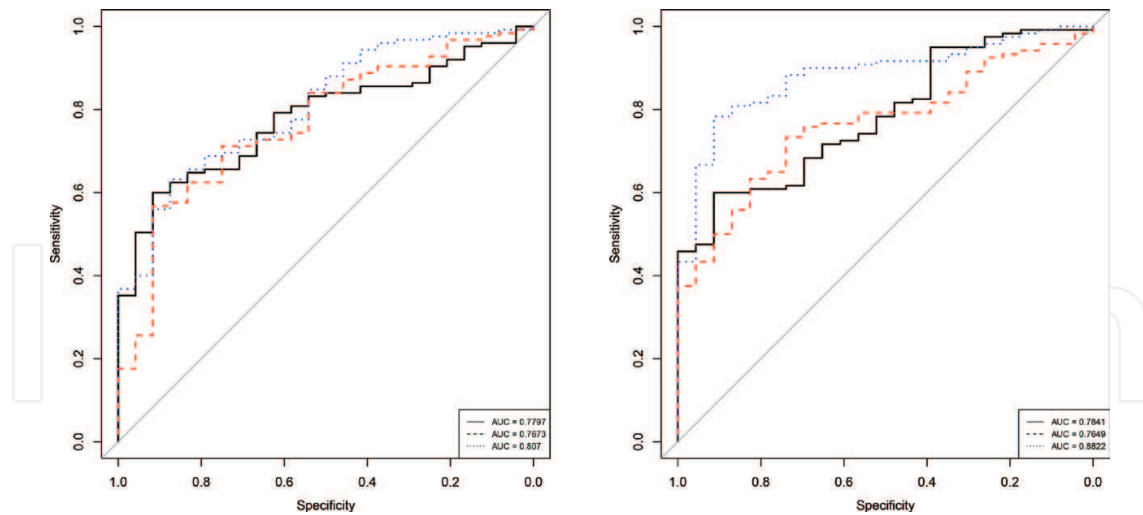 1.0
0.8
0.6
0.4
0.2
0.0
Sensitivity
AUC = 0.7797
AUC = 0.7673
AUC = 0.807
1.0 0.8 0.6 0.4 0.2 0.0
Specificity
1.0
0.8
0.6
0.4
0.2
0.0
Sensitivity
AUC = 0.7841
AUC = 0.7649
AUC = 0.8822
1.0 0.8 0.6 0.4 0.2 0.0
Specificity